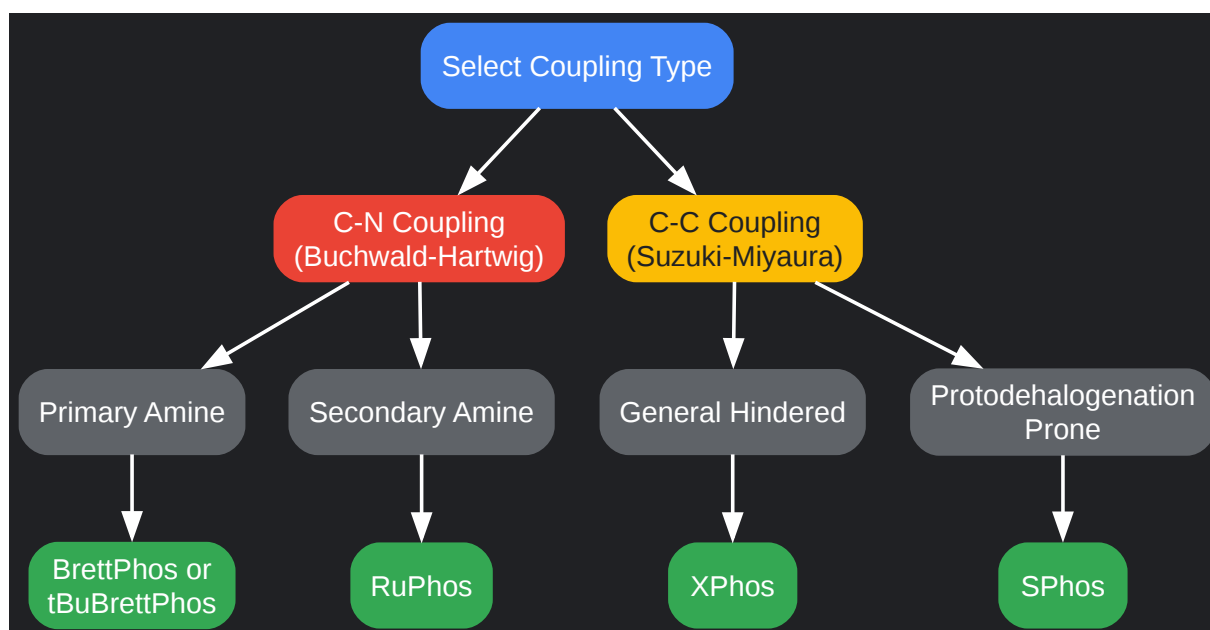 Select Coupling Type
C-N Coupling
(Buchwald-Hartwig)
C-C Coupling
(Suzuki-Miyaura)
Primary Amine
Secondary Amine
General Hindered
Protodehalogenation
Prone
BrettPhos or
tBuBrettPhos
RuPhos
XPhos
SPhos